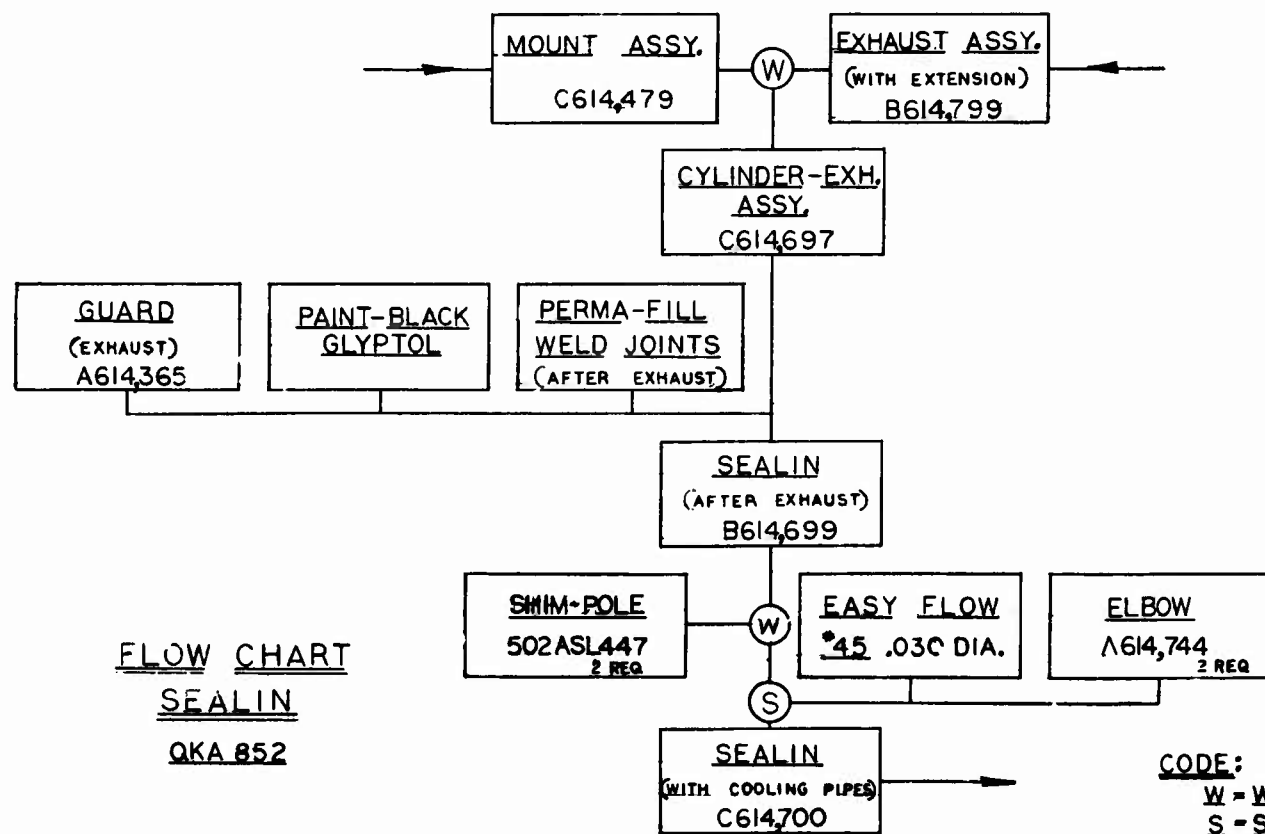 MOUNT ASSY.
C614,479
W
EXHAUST ASSY.
(WITH EXTENSION)
B614,799
CYLINDER-EXH.
ASSY.
C614,697
GUARD
(EXHAUST)
A614,365
PAINT-BLACK
GLYPTOL
PERMA-FILL
WELD JOINTS
(AFTER EXHAUST)
SEALIN
(AFTER EXHAUST)
B614,699
SHIM-POLE
502ASL447
2 REQ
W
EASY FLOW
#45 .030 DIA.
ELBOW
A614,744
2 REQ
S
FLOW CHART
SEALIN
QKA 852
SEALIN
(WITH COOLING PIPES)
C614,700
CODE:
W = W
S = S